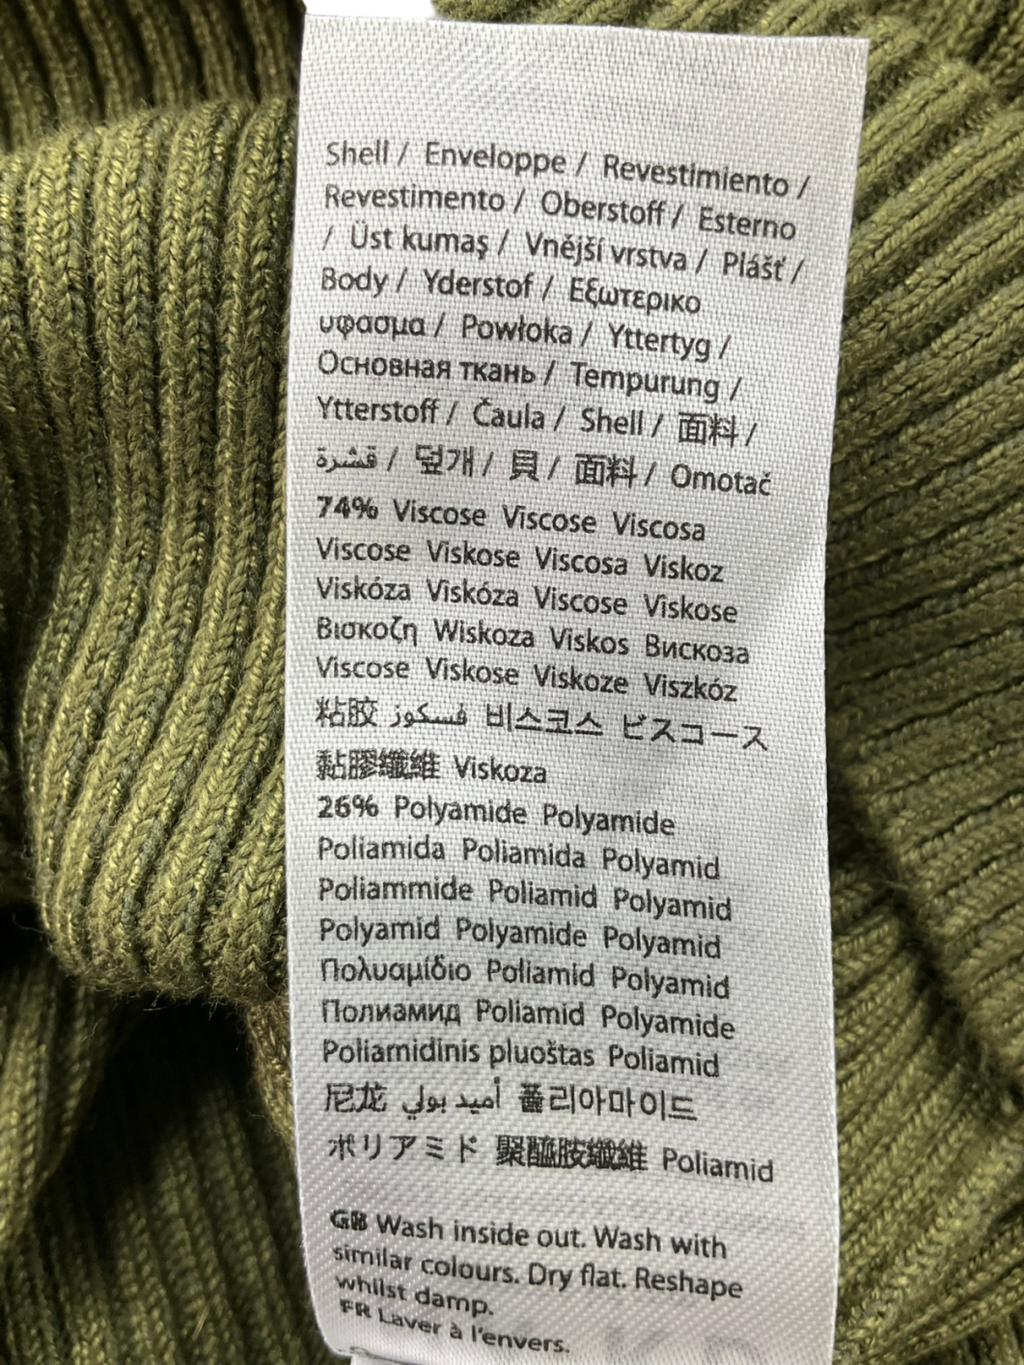 Shell / Enveloppe / Revestimiento /
Revestimento / Oberstoff / Esterno
/ Üst kumaş / Vnější vrstva / Plášť /
Body / Yderstof / Εξωτερικο
υφασμα / Powłoka / Yttertyg /
Основная ткань / Tempurung /
Ytterstoff / Čaula / Shell / 面料 /
قشرة / 덮개 / 貝 / 面料 / Omotač
74% Viscose Viscose Viscosa
Viscose Viskose Viscosa Viskoz
Viskóza Viskóza Viscose Viskose
Βισκοζη Wiskoza Viskos Вискоза
Viscose Viskose Viskoze Viszkóz
粘胶 فسكوز 비스코스 ビスコース
黏膠纖維 Viskoza
26% Polyamide Polyamide
Poliamida Poliamida Polyamid
Poliammide Poliamid Polyamid
Polyamid Polyamide Polyamid
Πολυαμίδιο Poliamid Polyamid
Полиамид Poliamid Polyamide
Poliamidinis pluoštas Poliamid
尼龙 أميد بولي 폴리아마이드
ポリアミド 聚醯胺纖維 Poliamid
GB Wash inside out. Wash with
similar colours. Dry flat. Reshape
whilst damp.
FR Laver à l'envers.